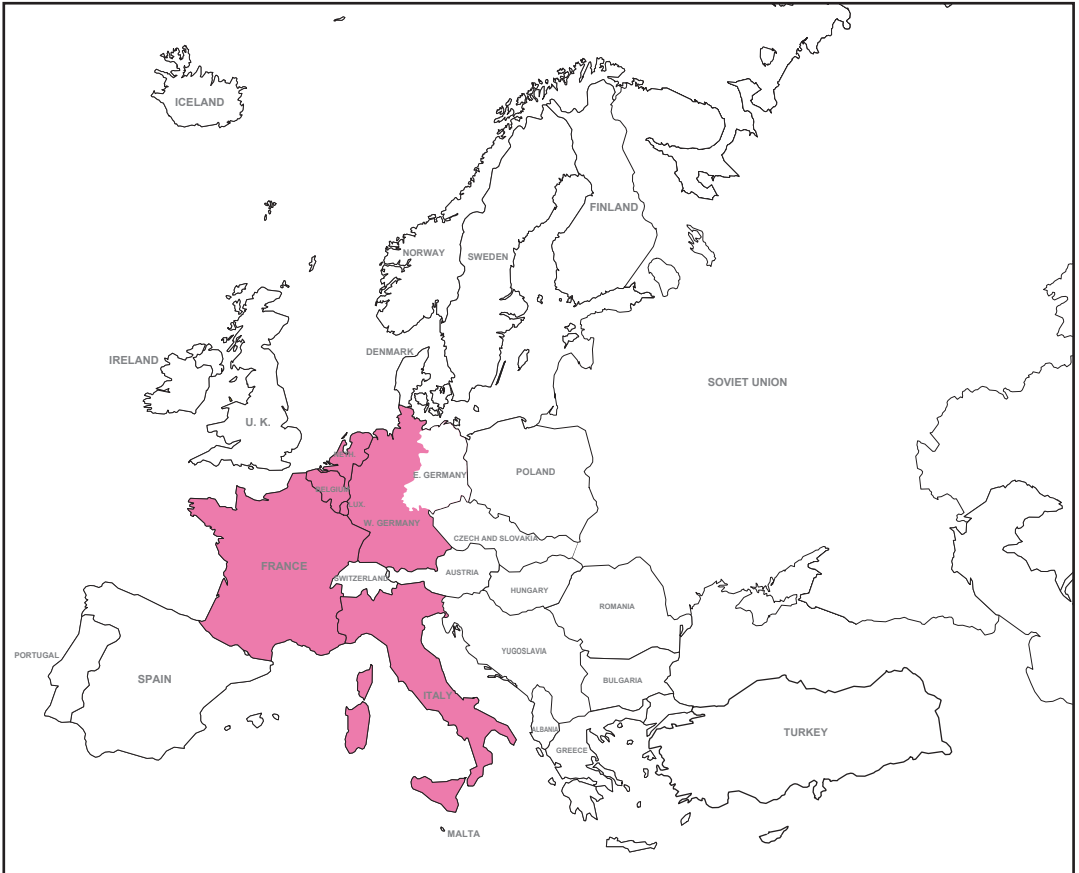 ICELAND
FINLAND
NORWAY
SWEDEN
DENMARK
IRELAND
SOVIET UNION
U. K.
NETH.
POLAND
E. GERMANY
BELGIUM
LUX.
W. GERMANY
CZECH AND SLOVAKIA
FRANCE
AUSTRIA
SWITZERLAND
HUNGARY
ROMANIA
YUGOSLAVIA
PORTUGAL
SPAIN
BULGARIA
ITALY
ALBANIA
TURKEY
GREECE
MALTA